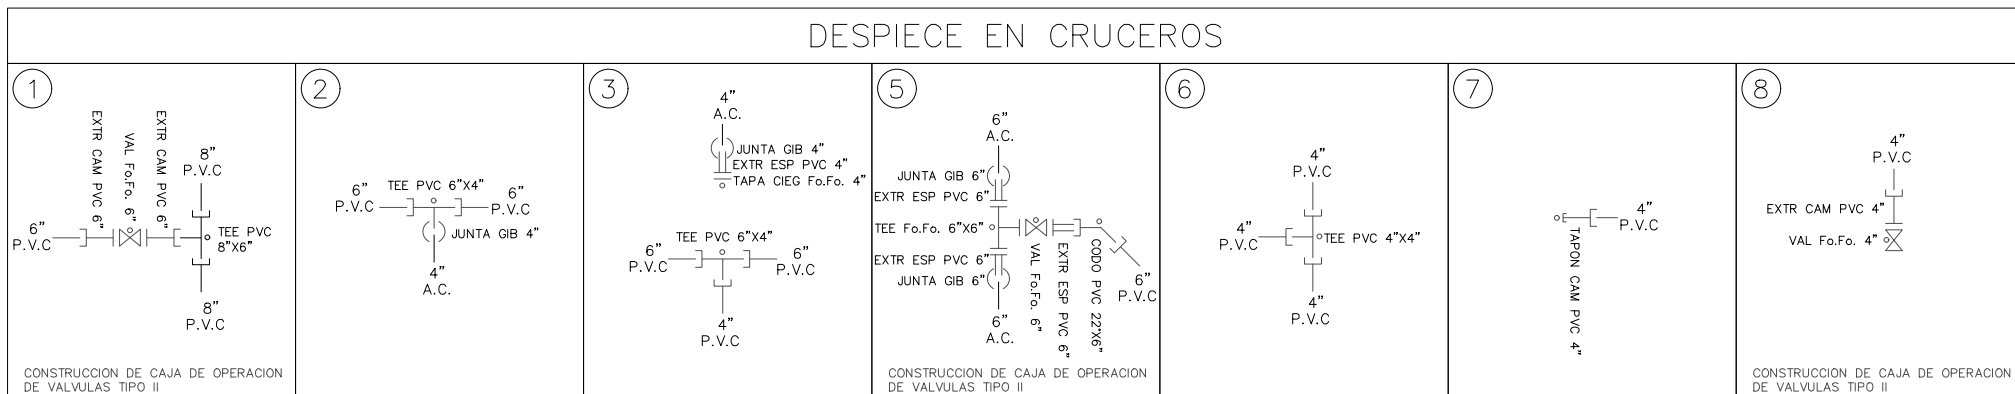 DESPIECE EN CRUCEROS
1
EXTR CAM PVC 6"
VAL Fo.Fo. 6"
EXTR CAM PVC 6"
8"
P.V.C
6"
P.V.C
TEE PVC
8"X6"
8"
P.V.C
CONSTRUCCION DE CAJA DE OPERACION
DE VALVULAS TIPO II
2
6"
P.V.C
TEE PVC 6"X4"
6"
P.V.C
JUNTA GIB 4"
4"
A.C.
3
4"
A.C.
JUNTA GIB 4"
EXTR ESP PVC 4"
TAPA CIEG Fo.Fo. 4"
6"
P.V.C
TEE PVC 6"X4"
6"
P.V.C
4"
P.V.C
5
6"
A.C.
JUNTA GIB 6"
EXTR ESP PVC 6"
TEE Fo.Fo. 6"X6"
EXTR ESP PVC 6"
JUNTA GIB 6"
VAL Fo.Fo. 6"
EXTR ESP PVC 6"
CODO PVC 22°X6"
6"
P.V.C
6"
A.C.
CONSTRUCCION DE CAJA DE OPERACION
DE VALVULAS TIPO II
6
4"
P.V.C
4"
P.V.C
TEE PVC 4"X4"
4"
P.V.C
7
4"
P.V.C
TAPON CAM PVC 4"
8
4"
P.V.C
EXTR CAM PVC 4"
VAL Fo.Fo. 4"
CONSTRUCCION DE CAJA DE OPERACION
DE VALVULAS TIPO II